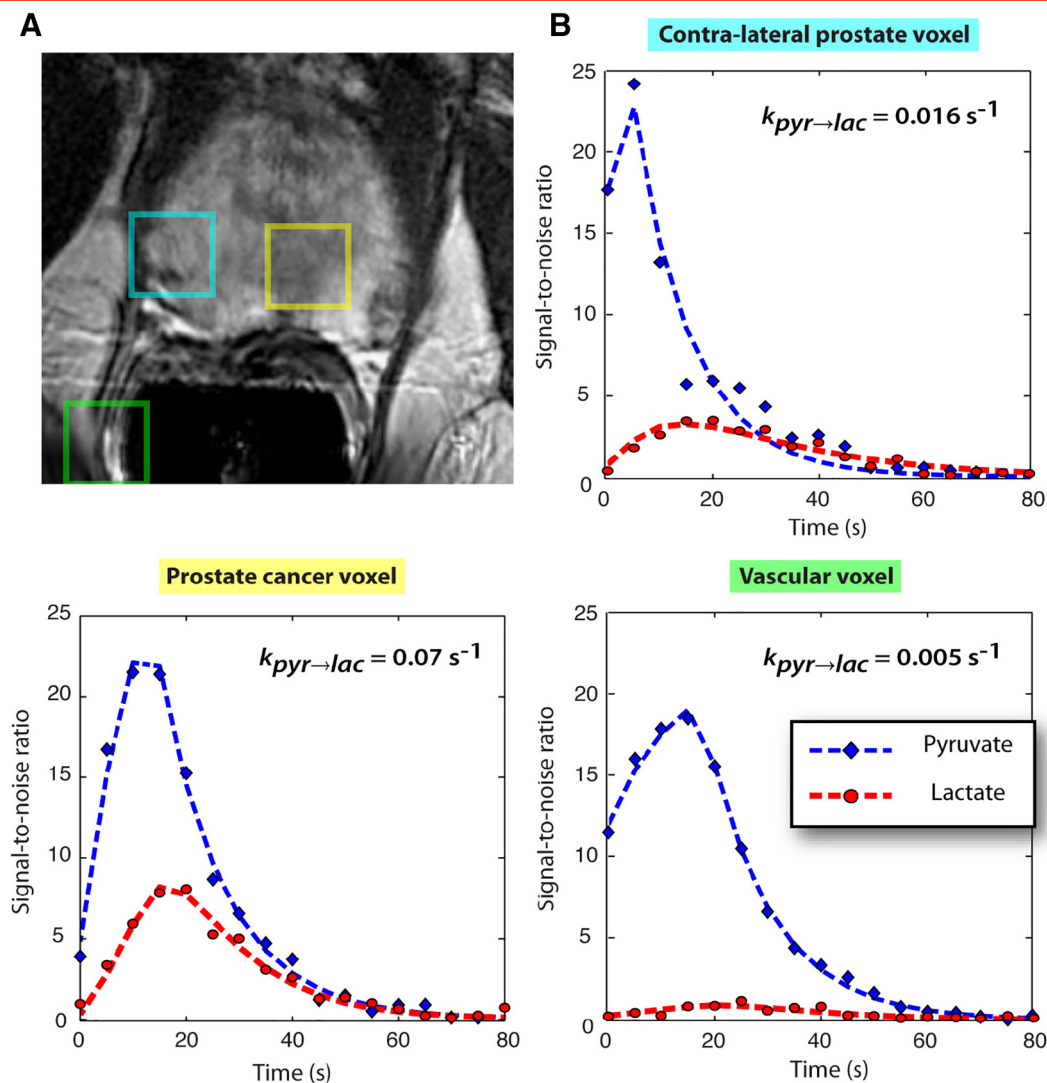 A
B
Contra-lateral prostate voxel
25
20
15
10
5
0
Signal-to-noise ratio
kpyr→lac = 0.016 s-1
0 20 40 60 80
Time (s)
Prostate cancer voxel
25
20
15
10
5
0
Signal-to-noise ratio
kpyr→lac = 0.07 s-1
0 20 40 60 80
Time (s)
Vascular voxel
25
20
15
10
5
0
Signal-to-noise ratio
kpyr→lac = 0.005 s-1
Pyruvate
Lactate
0 20 40 60 80
Time (s)